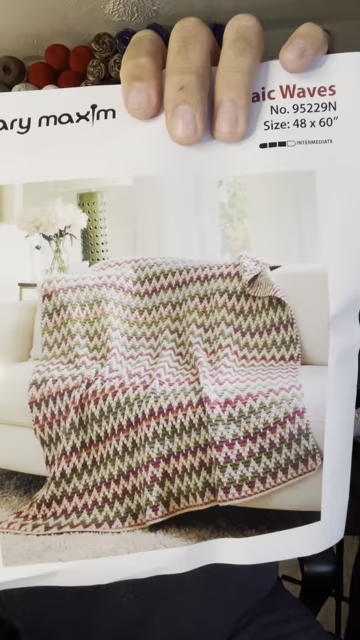 ary maxim
aic Waves
No. 95229N
Size: 48 x 60"
INTERMEDIATE